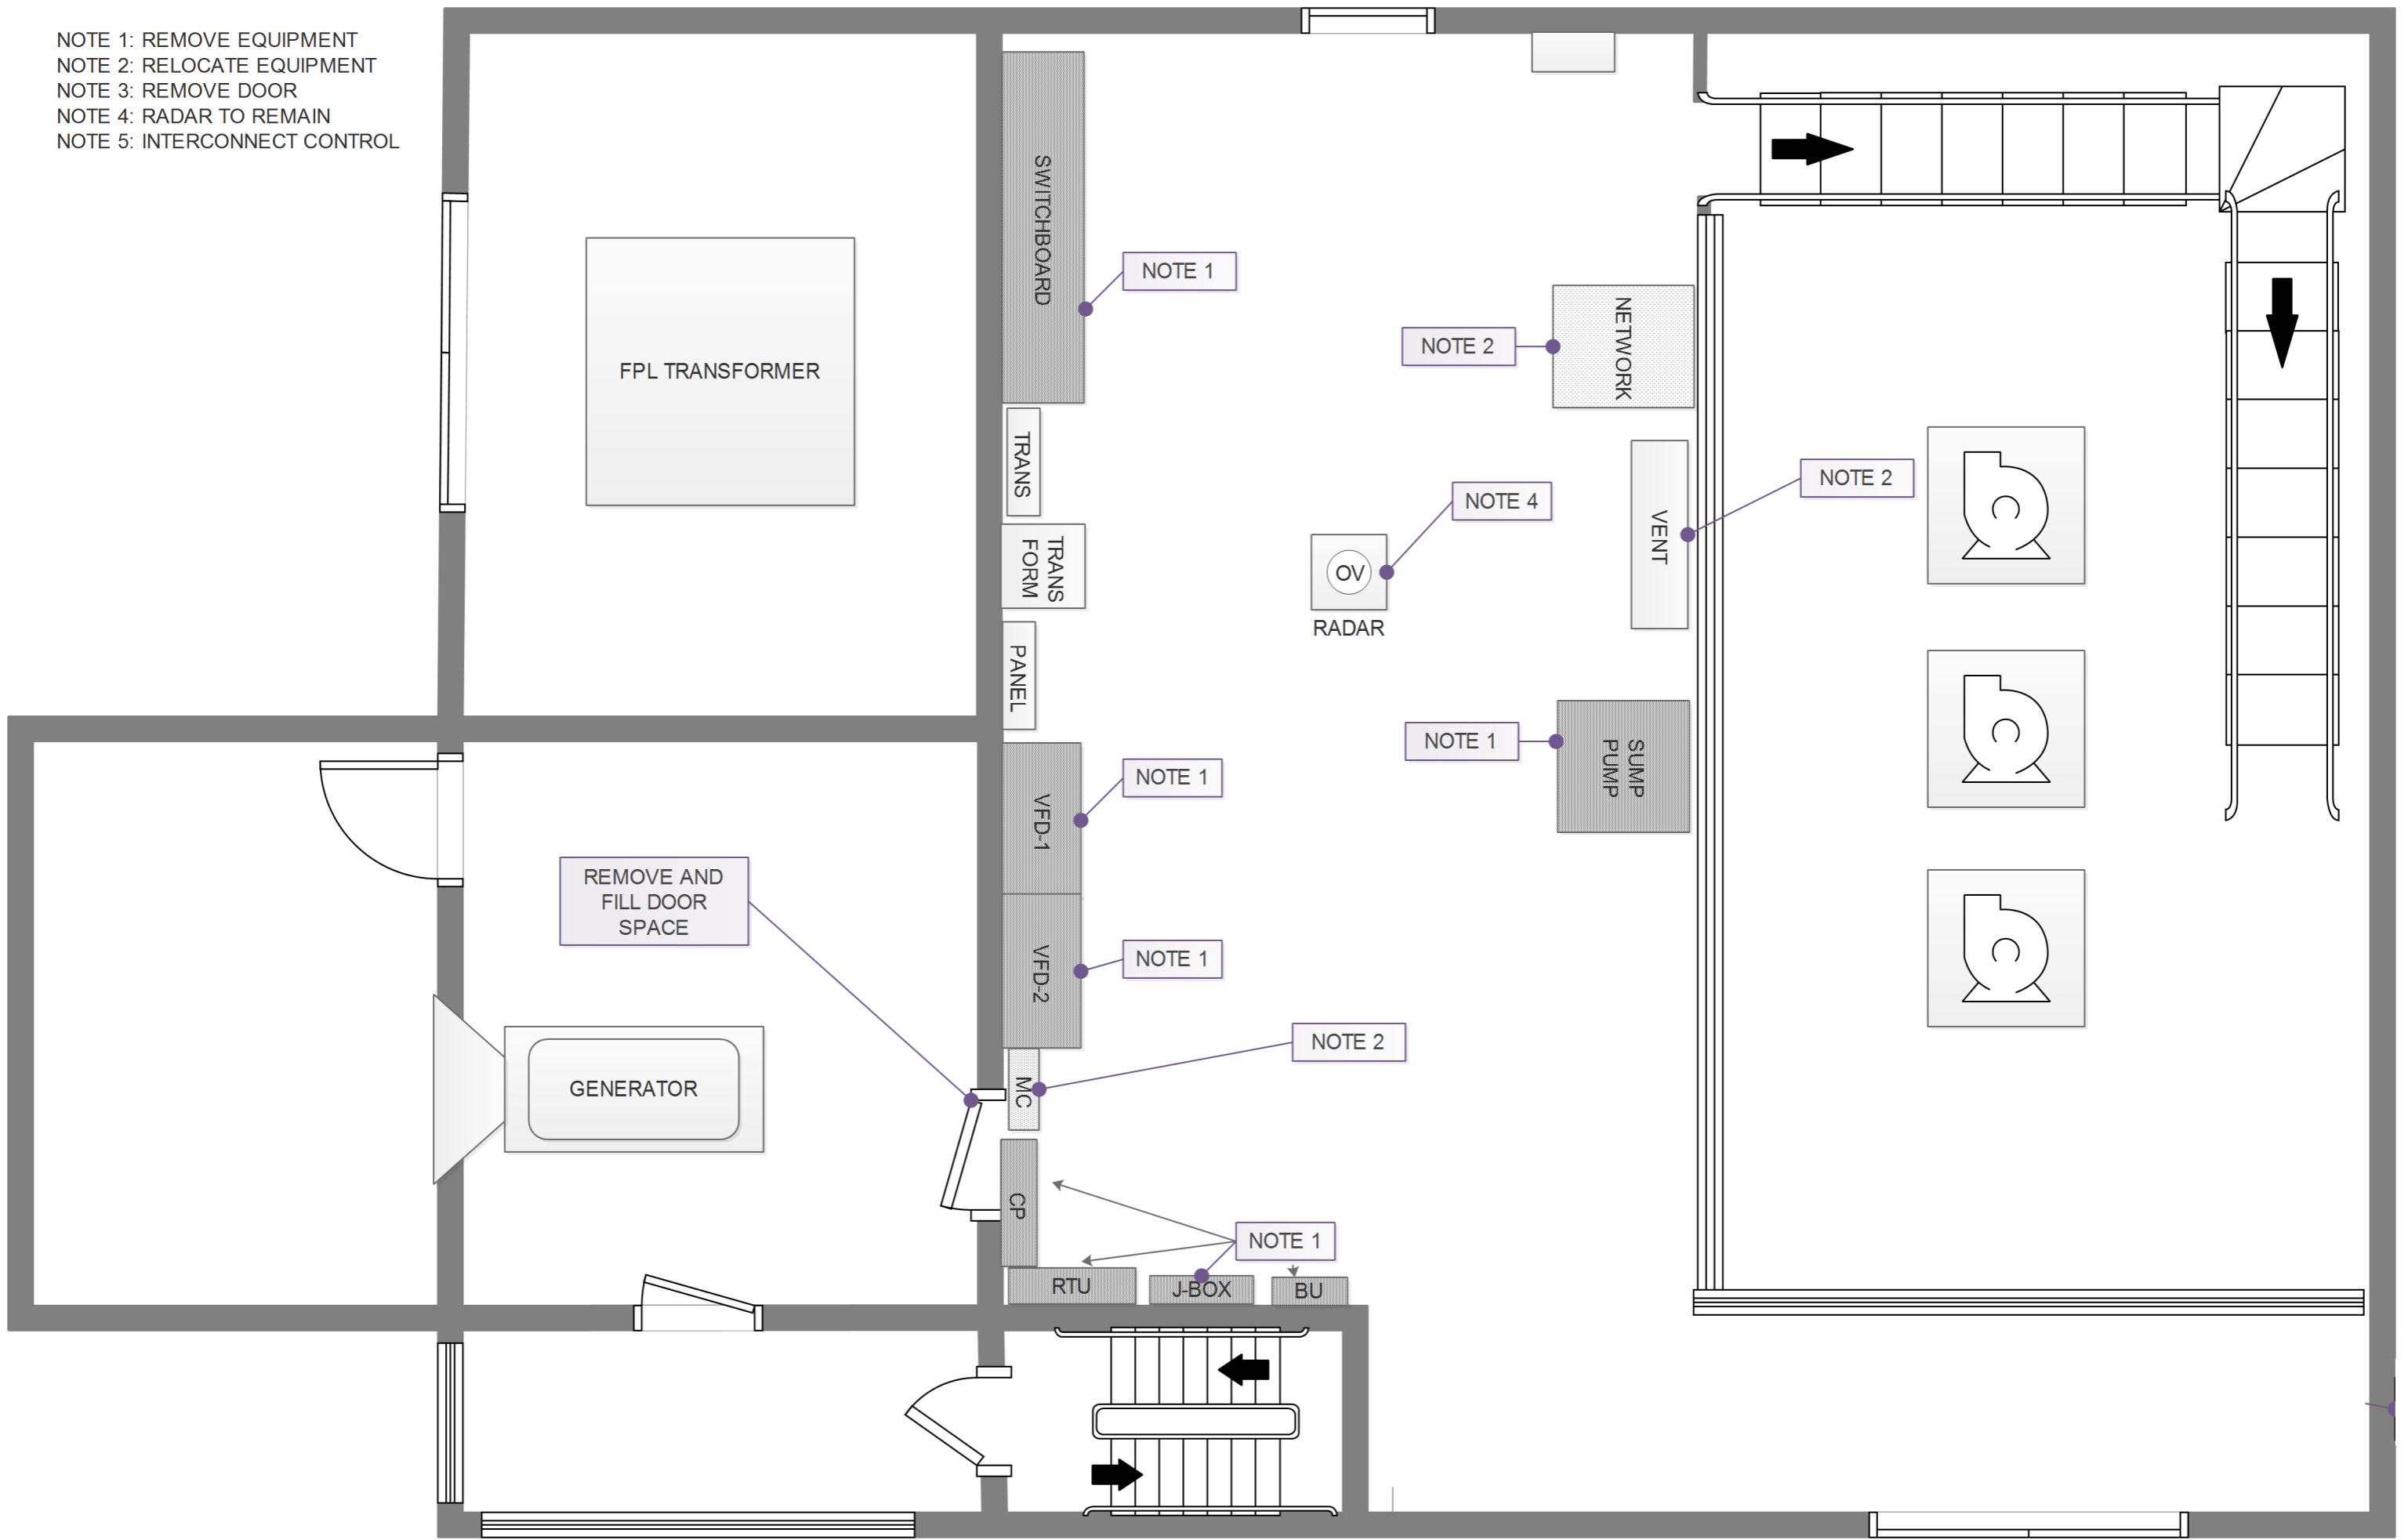 NOTE 1: REMOVE EQUIPMENT
NOTE 2: RELOCATE EQUIPMENT
NOTE 3: REMOVE DOOR
NOTE 4: RADAR TO REMAIN
NOTE 5: INTERCONNECT CONTROL
SWITCHBOARD
NOTE 1
NETWORK
NOTE 2
FPL TRANSFORMER
TRANS
NOTE 4
VENT
NOTE 2
TRANS
FORM
OV
RADAR
PANEL
NOTE 1
SUMP
PUMP
VFD-1
NOTE 1
REMOVE AND
FILL DOOR
SPACE
VFD-2
NOTE 1
NOTE 2
GENERATOR
MC
CP
NOTE 1
RTU
J-BOX
BU